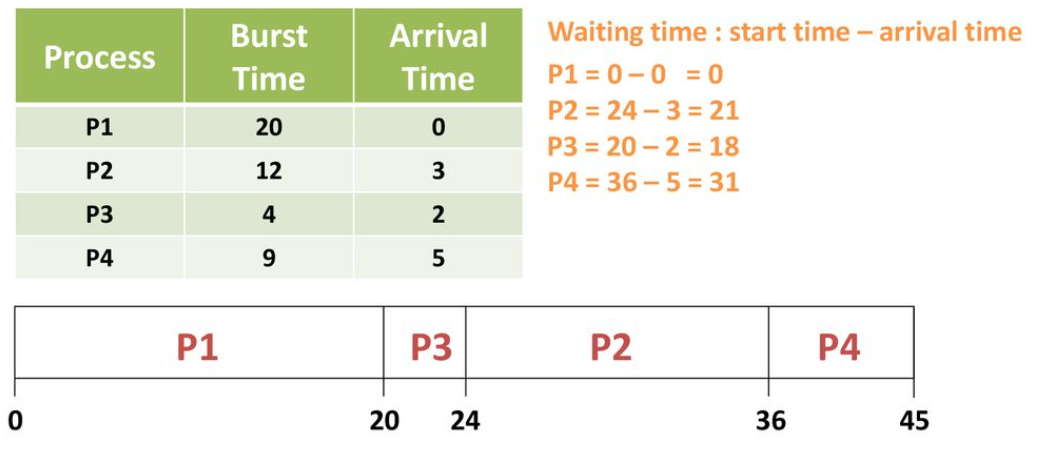 Process Burst Time Arrival Time
P1 20 0
P2 12 3
P3 4 2
P4 9 5
Waiting time : start time – arrival time
P1 = 0 – 0 = 0
P2 = 24 – 3 = 21
P3 = 20 – 2 = 18
P4 = 36 – 5 = 31
P1 P3 P2 P4
0 20 24 36 45